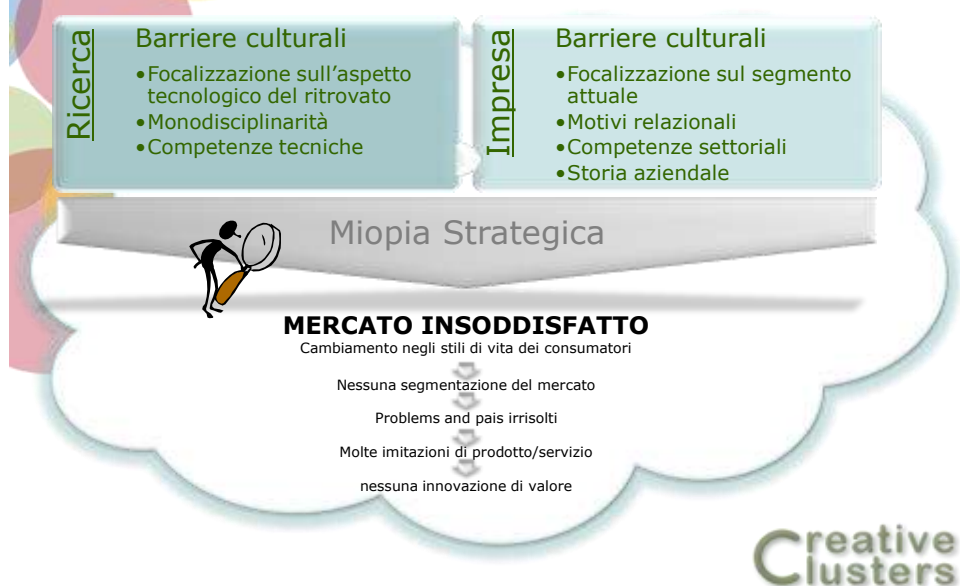 Ricerca
Barriere culturali
•Focalizzazione sull'aspetto
tecnologico del ritrovato
•Monodisciplinarità
•Competenze tecniche
Impresa
Barriere culturali
•Focalizzazione sul segmento
attuale
•Motivi relazionali
•Competenze settoriali
•Storia aziendale
Miopia Strategica
MERCATO INSODDISFATTO
Cambiamento negli stili di vita dei consumatori
Nessuna segmentazione del mercato
Problems and pais irrisolti
Molte imitazioni di prodotto/servizio
nessuna innovazione di valore
Creative
Clusters